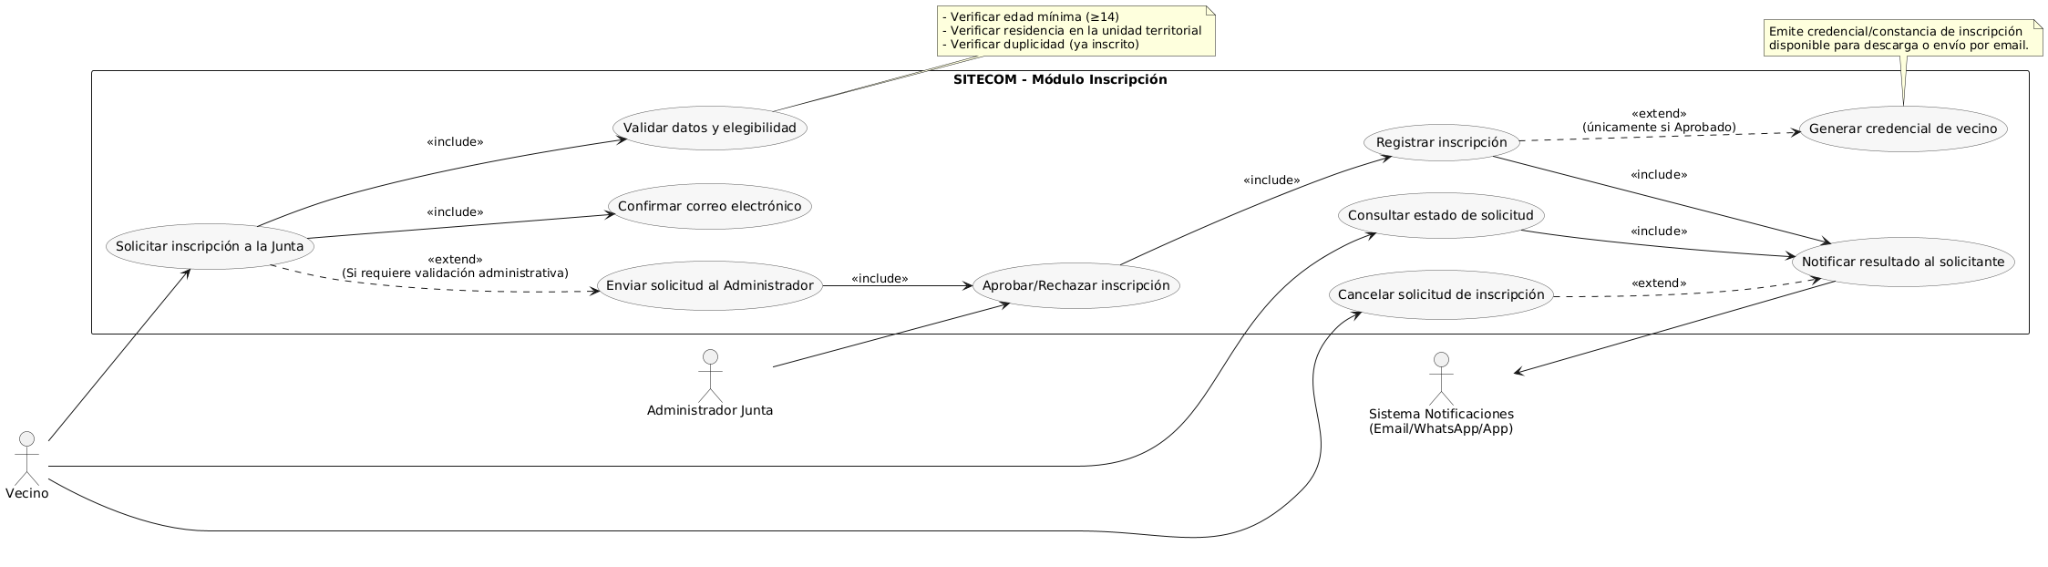 - Verificar edad mínima (≥14)
- Verificar residencia en la unidad territorial
- Verificar duplicidad (ya inscrito)
Emite credencial/constancia de inscripción
disponible para descarga o envío por email.
SITECOM - Módulo Inscripción
Validar datos y elegibilidad
«include»
Confirmar correo electrónico
«include»
Solicitar inscripción a la Junta
«extend»
(Si requiere validación administrativa)
Enviar solicitud al Administrador
«include»
Aprobar/Rechazar inscripción
«include»
Registrar inscripción
«extend»
(únicamente si Aprobado)
Generar credencial de vecino
«include»
Consultar estado de solicitud
«include»
Notificar resultado al solicitante
Cancelar solicitud de inscripción
«extend»
Administrador Junta
Sistema Notificaciones
(Email/WhatsApp/App)
Vecino